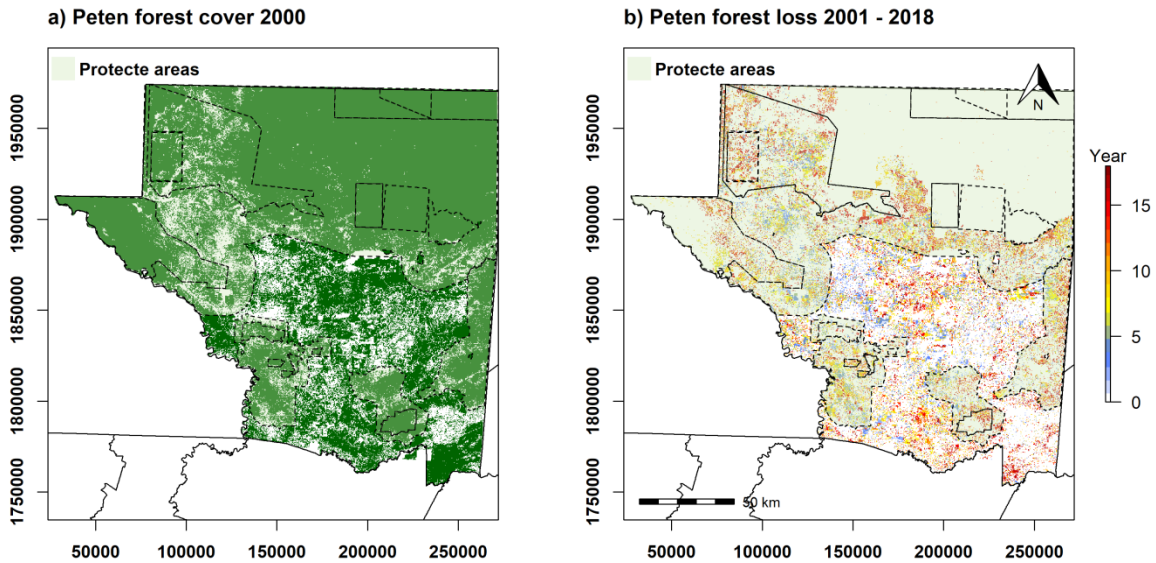 a) Peten forest cover 2000
Protecte areas
1950000
1900000
1850000
1800000
1750000
50000 100000 150000 200000 250000
b) Peten forest loss 2001 - 2018
Protecte areas
N
Year
15
10
5
0
1950000
1900000
1850000
1800000
1750000
50 km
50000 100000 150000 200000 250000